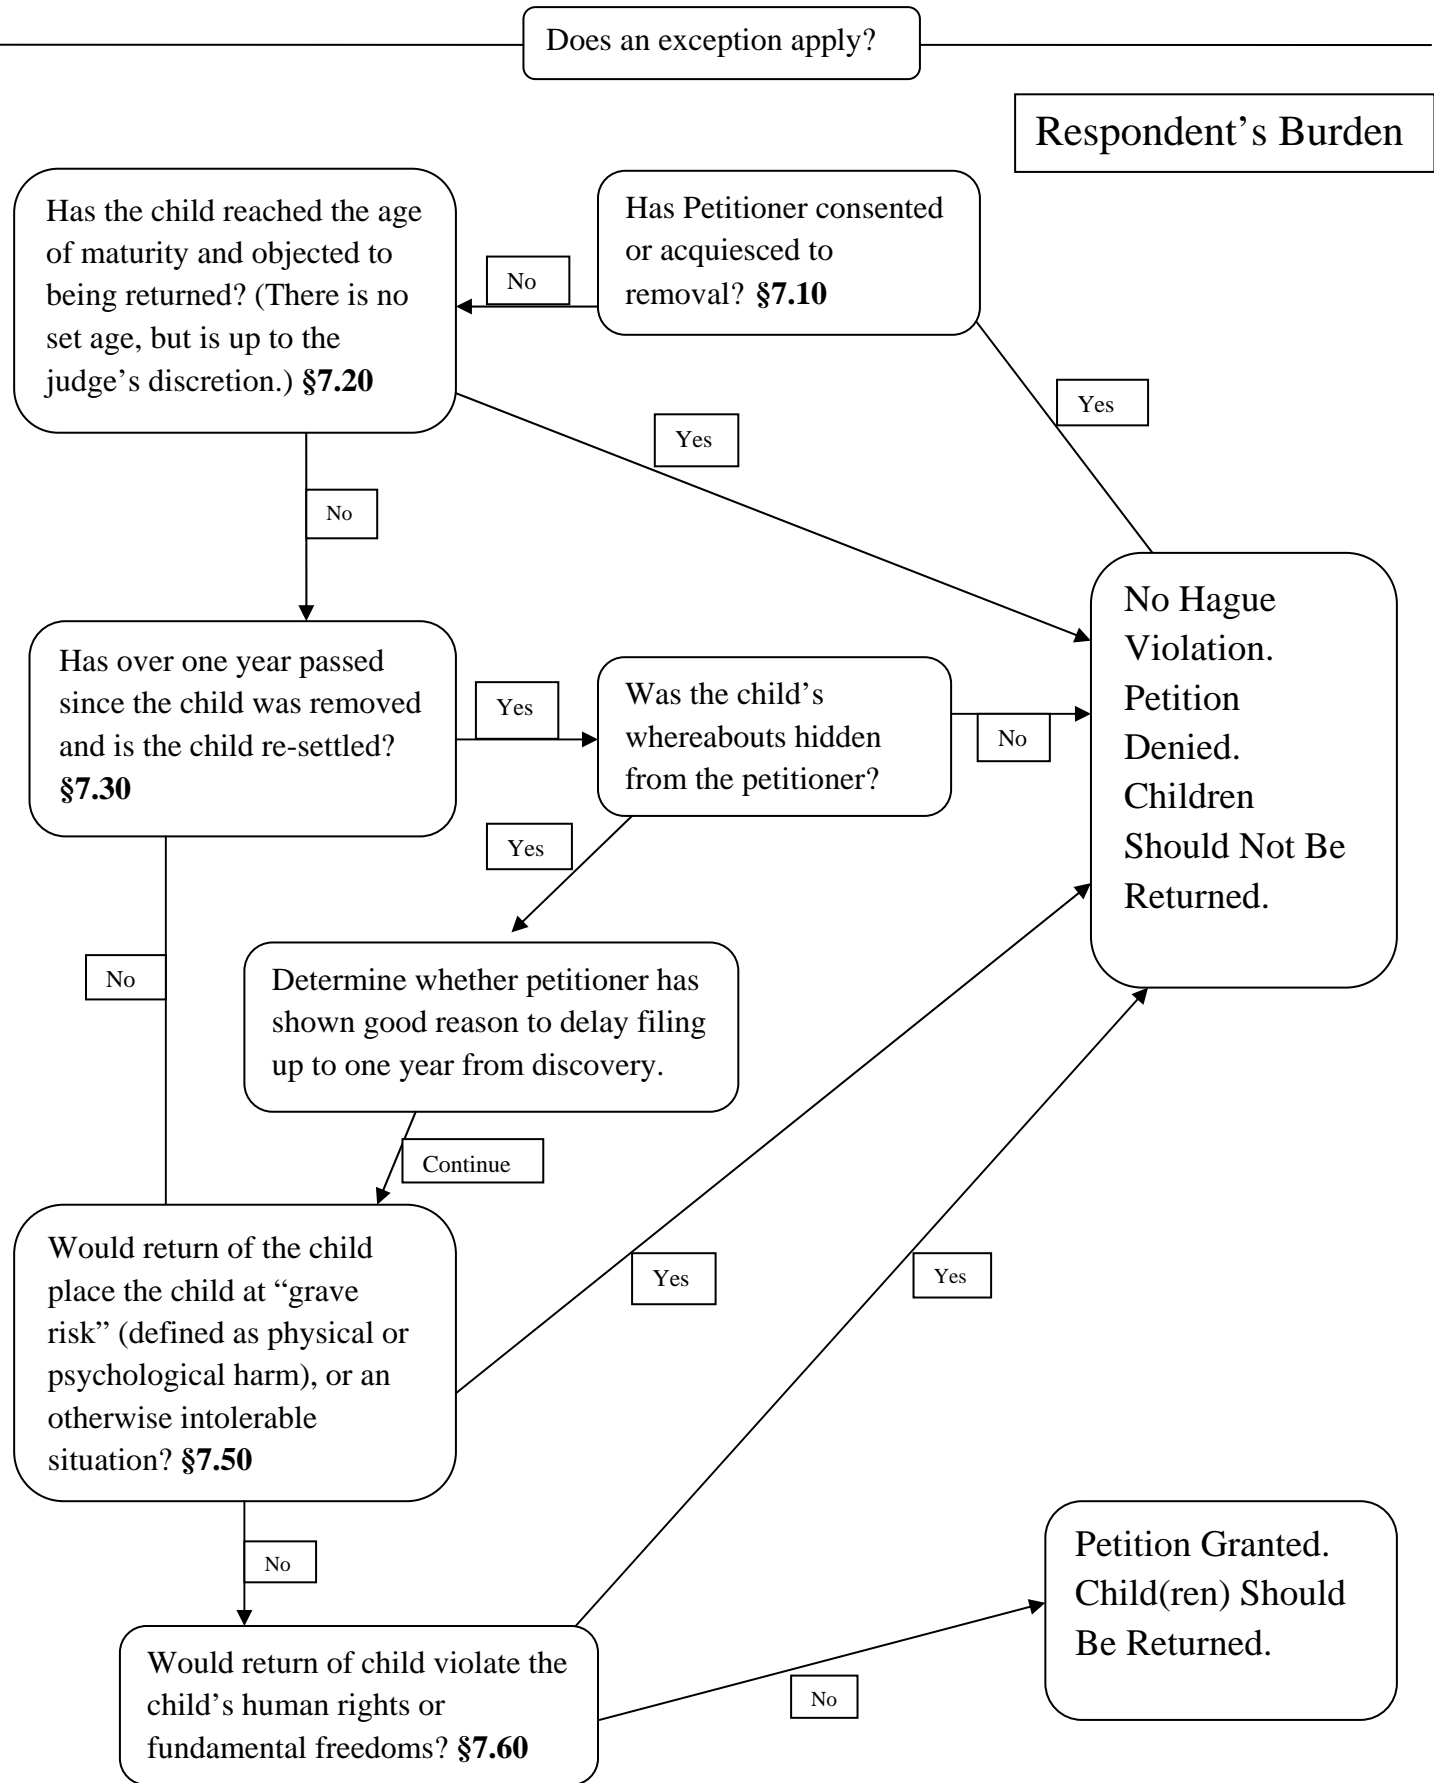 Does an exception apply?
Respondent’s Burden
Has Petitioner consented
or acquiesced to
removal? §7.10
No
Yes
Has the child reached the age
of maturity and objected to
being returned? (There is no
set age, but is up to the
judge’s discretion.) §7.20
Yes
No
No Hague
Violation.
Petition
Denied.
Children
Should Not Be
Returned.
Has over one year passed
since the child was removed
and is the child re-settled?
§7.30
Yes
Was the child’s
whereabouts hidden
from the petitioner?
No
Yes
No
Determine whether petitioner has
shown good reason to delay filing
up to one year from discovery.
Continue
Would return of the child
place the child at “grave
risk” (defined as physical or
psychological harm), or an
otherwise intolerable
situation? §7.50
Yes
Yes
No
Petition Granted.
Child(ren) Should
Be Returned.
Would return of child violate the
child’s human rights or
fundamental freedoms? §7.60
No